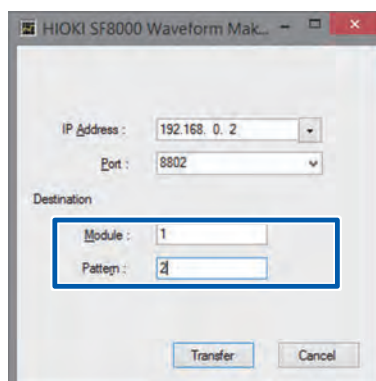 HIOKI SF8000 Waveform Mak...
IP Address : 192.168. 0. 2
Port : 8802
Destination
Module : 1
Pattern : 2
Transfer Cancel